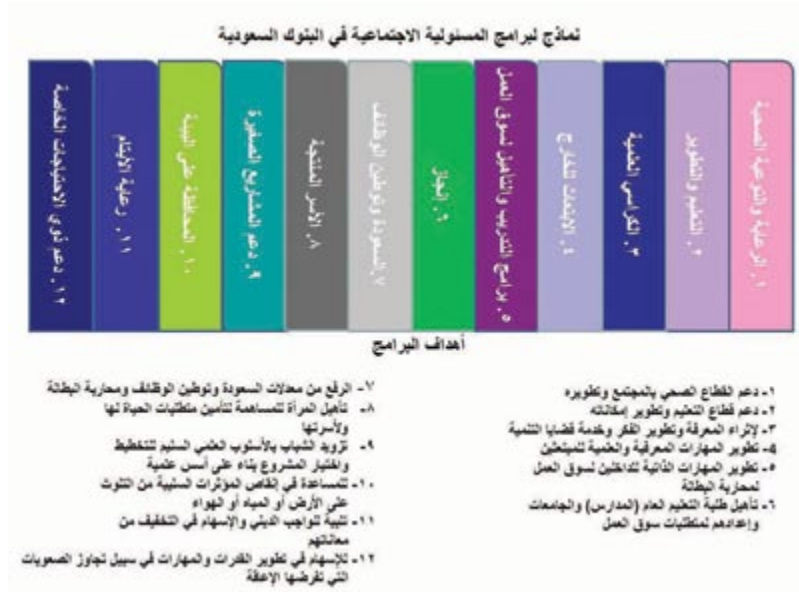 نماذج لبرامج المسئولية الاجتماعية في البنوك السعودية
١. الرعاية والتوعية الصحية
٢. التعليم والتطوير
٣. الكراسي العلمية
٤. الابتعاث للخارج
٥. برامج التدريب والتأهيل لسوق العمل
٦. إنجاز
٧. السعودة وتوطين الوظائف
٨. الأسر المنتجة
٩. دعم المشاريع الصغيرة
١٠. المحافظة على البيئة
١١. رعاية الأيتام
١٢. دعم ذوي الاحتياجات الخاصة
أهداف البرامج
١- دعم القطاع الصحي بالمجتمع وتطويره
٢- دعم قطاع التعليم وتطوير إمكاناته
٣- لإثراء المعرفة وتطوير الفكر وخدمة قضايا التنمية
٤- تطوير المهارات المعرفية والعلمية للمبتعثين
٥- تطوير المهارات الذاتية للداخلين لسوق العمل
لمحاربة البطالة
٦- تأهيل طلبة التعليم العام (المدارس) والجامعات
وإعدادهم لمتطلبات سوق العمل
٧- الرفع من معدلات السعودة وتوطين الوظائف ومحاربة البطالة
٨- تأهيل المرأة للمساهمة لتأمين متطلبات الحياة لها
ولأسرتها
٩- تزويد الشباب بالأسلوب العلمي السليم للتخطيط
واختيار المشروع بناء على أسس علمية
١٠- للمساعدة في إنقاص المؤثرات السلبية من التلوث
على الأرض أو المياه أو الهواء
١١- تلبية للواجب الديني والإسهام في التخفيف من
معاناتهم
١٢- للإسهام في تطوير القدرات والمهارات في سبيل تجاوز الصعوبات
التي تفرضها الإعاقة